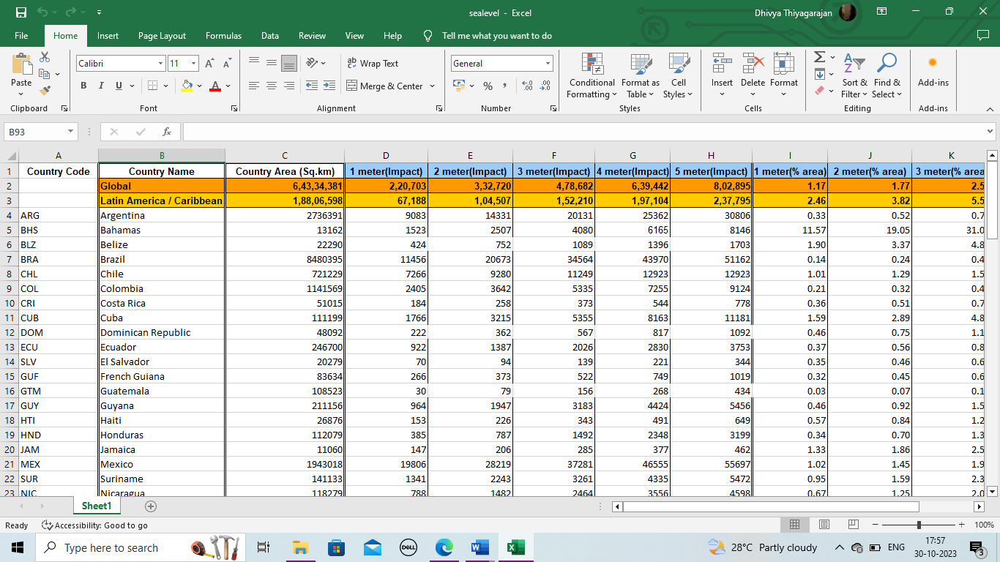 sealevel - Excel
Dhivya Thiyagarajan
File Home Insert Page Layout Formulas Data Review View Help Tell me what you want to do
Calibri 11 ab Wrap Text General
Paste B I U Merge & Center % , Conditional Formatting Format as Table Cell Styles Insert Delete Format Sort & Filter Find & Select Add-ins
Clipboard Font Alignment Number Styles Cells Editing Add-ins
B93 fx
A B C D E F G H I J K
1 Country Code Country Name Country Area (Sq.km) 1 meter(Impact) 2 meter(Impact) 3 meter(Impact) 4 meter(Impact) 5 meter(Impact) 1 meter(% area) 2 meter(% area) 3 meter(% area
2 Global 6,43,34,381 2,20,703 3,32,720 4,78,682 6,39,442 8,02,895 1.17 1.77 2.5
3 Latin America / Caribbean 1,88,06,598 67,188 1,04,507 1,52,210 1,97,104 2,37,795 2.46 3.82 5.5
4 ARG Argentina 2736391 9083 14331 20131 25362 30806 0.33 0.52 0.7
5 BHS Bahamas 13162 1523 2507 4080 6165 8146 11.57 19.05 31.0
6 BLZ Belize 22290 424 752 1089 1396 1703 1.90 3.37 4.8
7 BRA Brazil 8480395 11456 20673 34564 43970 51162 0.14 0.24 0.4
8 CHL Chile 721229 7266 9280 11249 12923 12923 1.01 1.29 1.5
9 COL Colombia 1141569 2405 3642 5335 7255 9124 0.21 0.32 0.4
10 CRI Costa Rica 51015 184 258 373 544 778 0.36 0.51 0.7
11 CUB Cuba 111199 1766 3215 5355 8163 11181 1.59 2.89 4.8
12 DOM Dominican Republic 48092 222 362 567 817 1092 0.46 0.75 1.1
13 ECU Ecuador 246700 922 1387 2026 2830 3753 0.37 0.56 0.8
14 SLV El Salvador 20279 70 94 139 221 344 0.35 0.46 0.6
15 GUF French Guiana 83634 266 373 522 749 1019 0.32 0.45 0.6
16 GTM Guatemala 108523 30 79 156 268 434 0.03 0.07 0.1
17 GUY Guyana 211156 964 1947 3183 4424 5456 0.46 0.92 1.5
18 HTI Haiti 26876 153 226 343 491 649 0.57 0.84 1.2
19 HND Honduras 112079 385 787 1492 2348 3199 0.34 0.70 1.3
20 JAM Jamaica 11060 147 206 285 377 462 1.33 1.86 2.5
21 MEX Mexico 1943018 19806 28219 37281 46555 55697 1.02 1.45 1.9
22 SUR Suriname 141133 1341 2243 3261 4335 5472 0.95 1.59 2.3
23 NIC Nicaragua 118279 788 1482 2464 3556 4598 0.67 1.25 2.0
Sheet1
Ready Accessibility: Good to go 100%
Type here to search DELL 28°C Partly cloudy ENG 17:57
30-10-2023 3